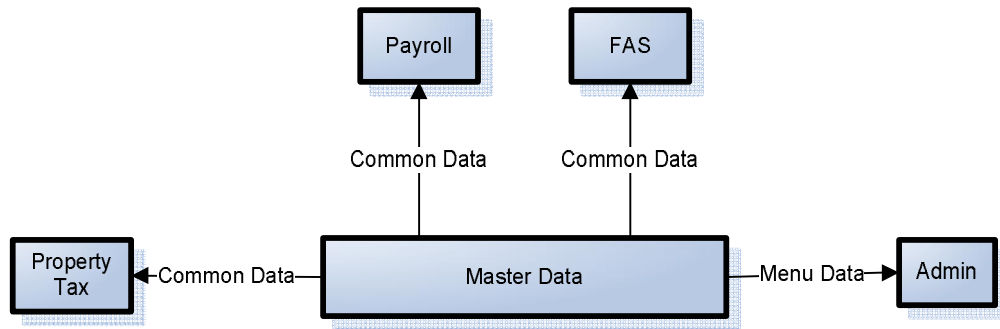 Payroll
FAS
Common Data
Common Data
Property
Tax
Common Data
Master Data
Menu Data
Admin